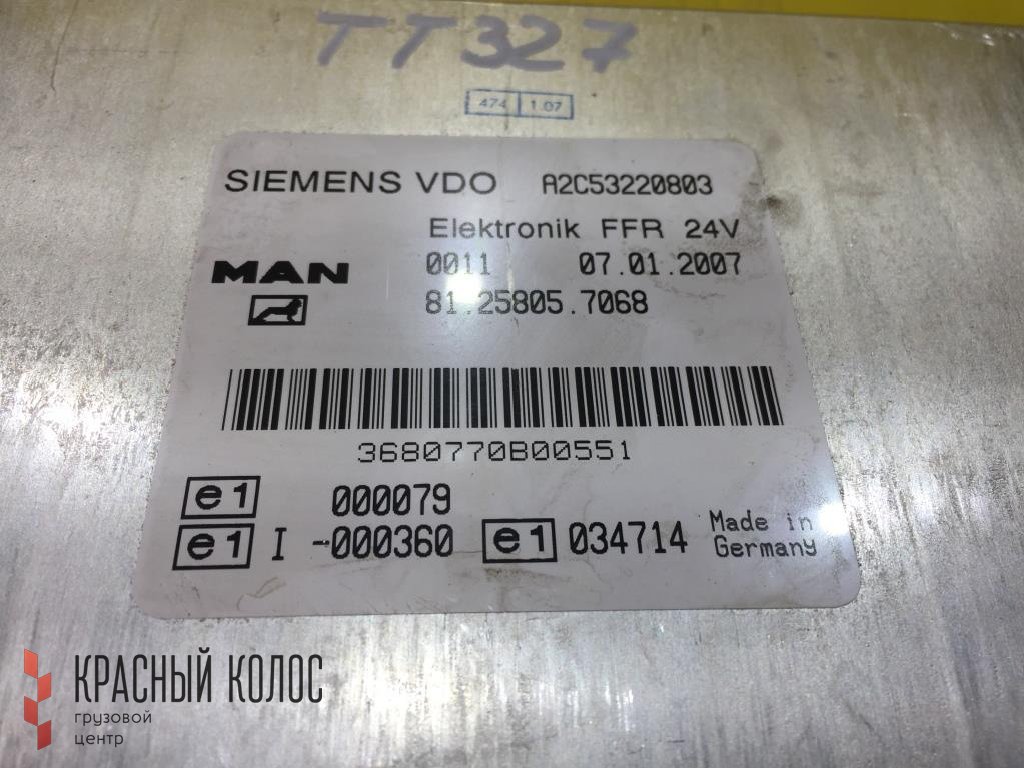 TT327
474 1.07
SIEMENS VDO A2C53220803
Elektronik FFR 24V
MAN 0011 07.01.2007
81.25805.7068
3680770B00551
e1 000079
e1 I -000360 e1 034714 Made in Germany
КРАСНЫЙ КОЛОС
грузовой
центр